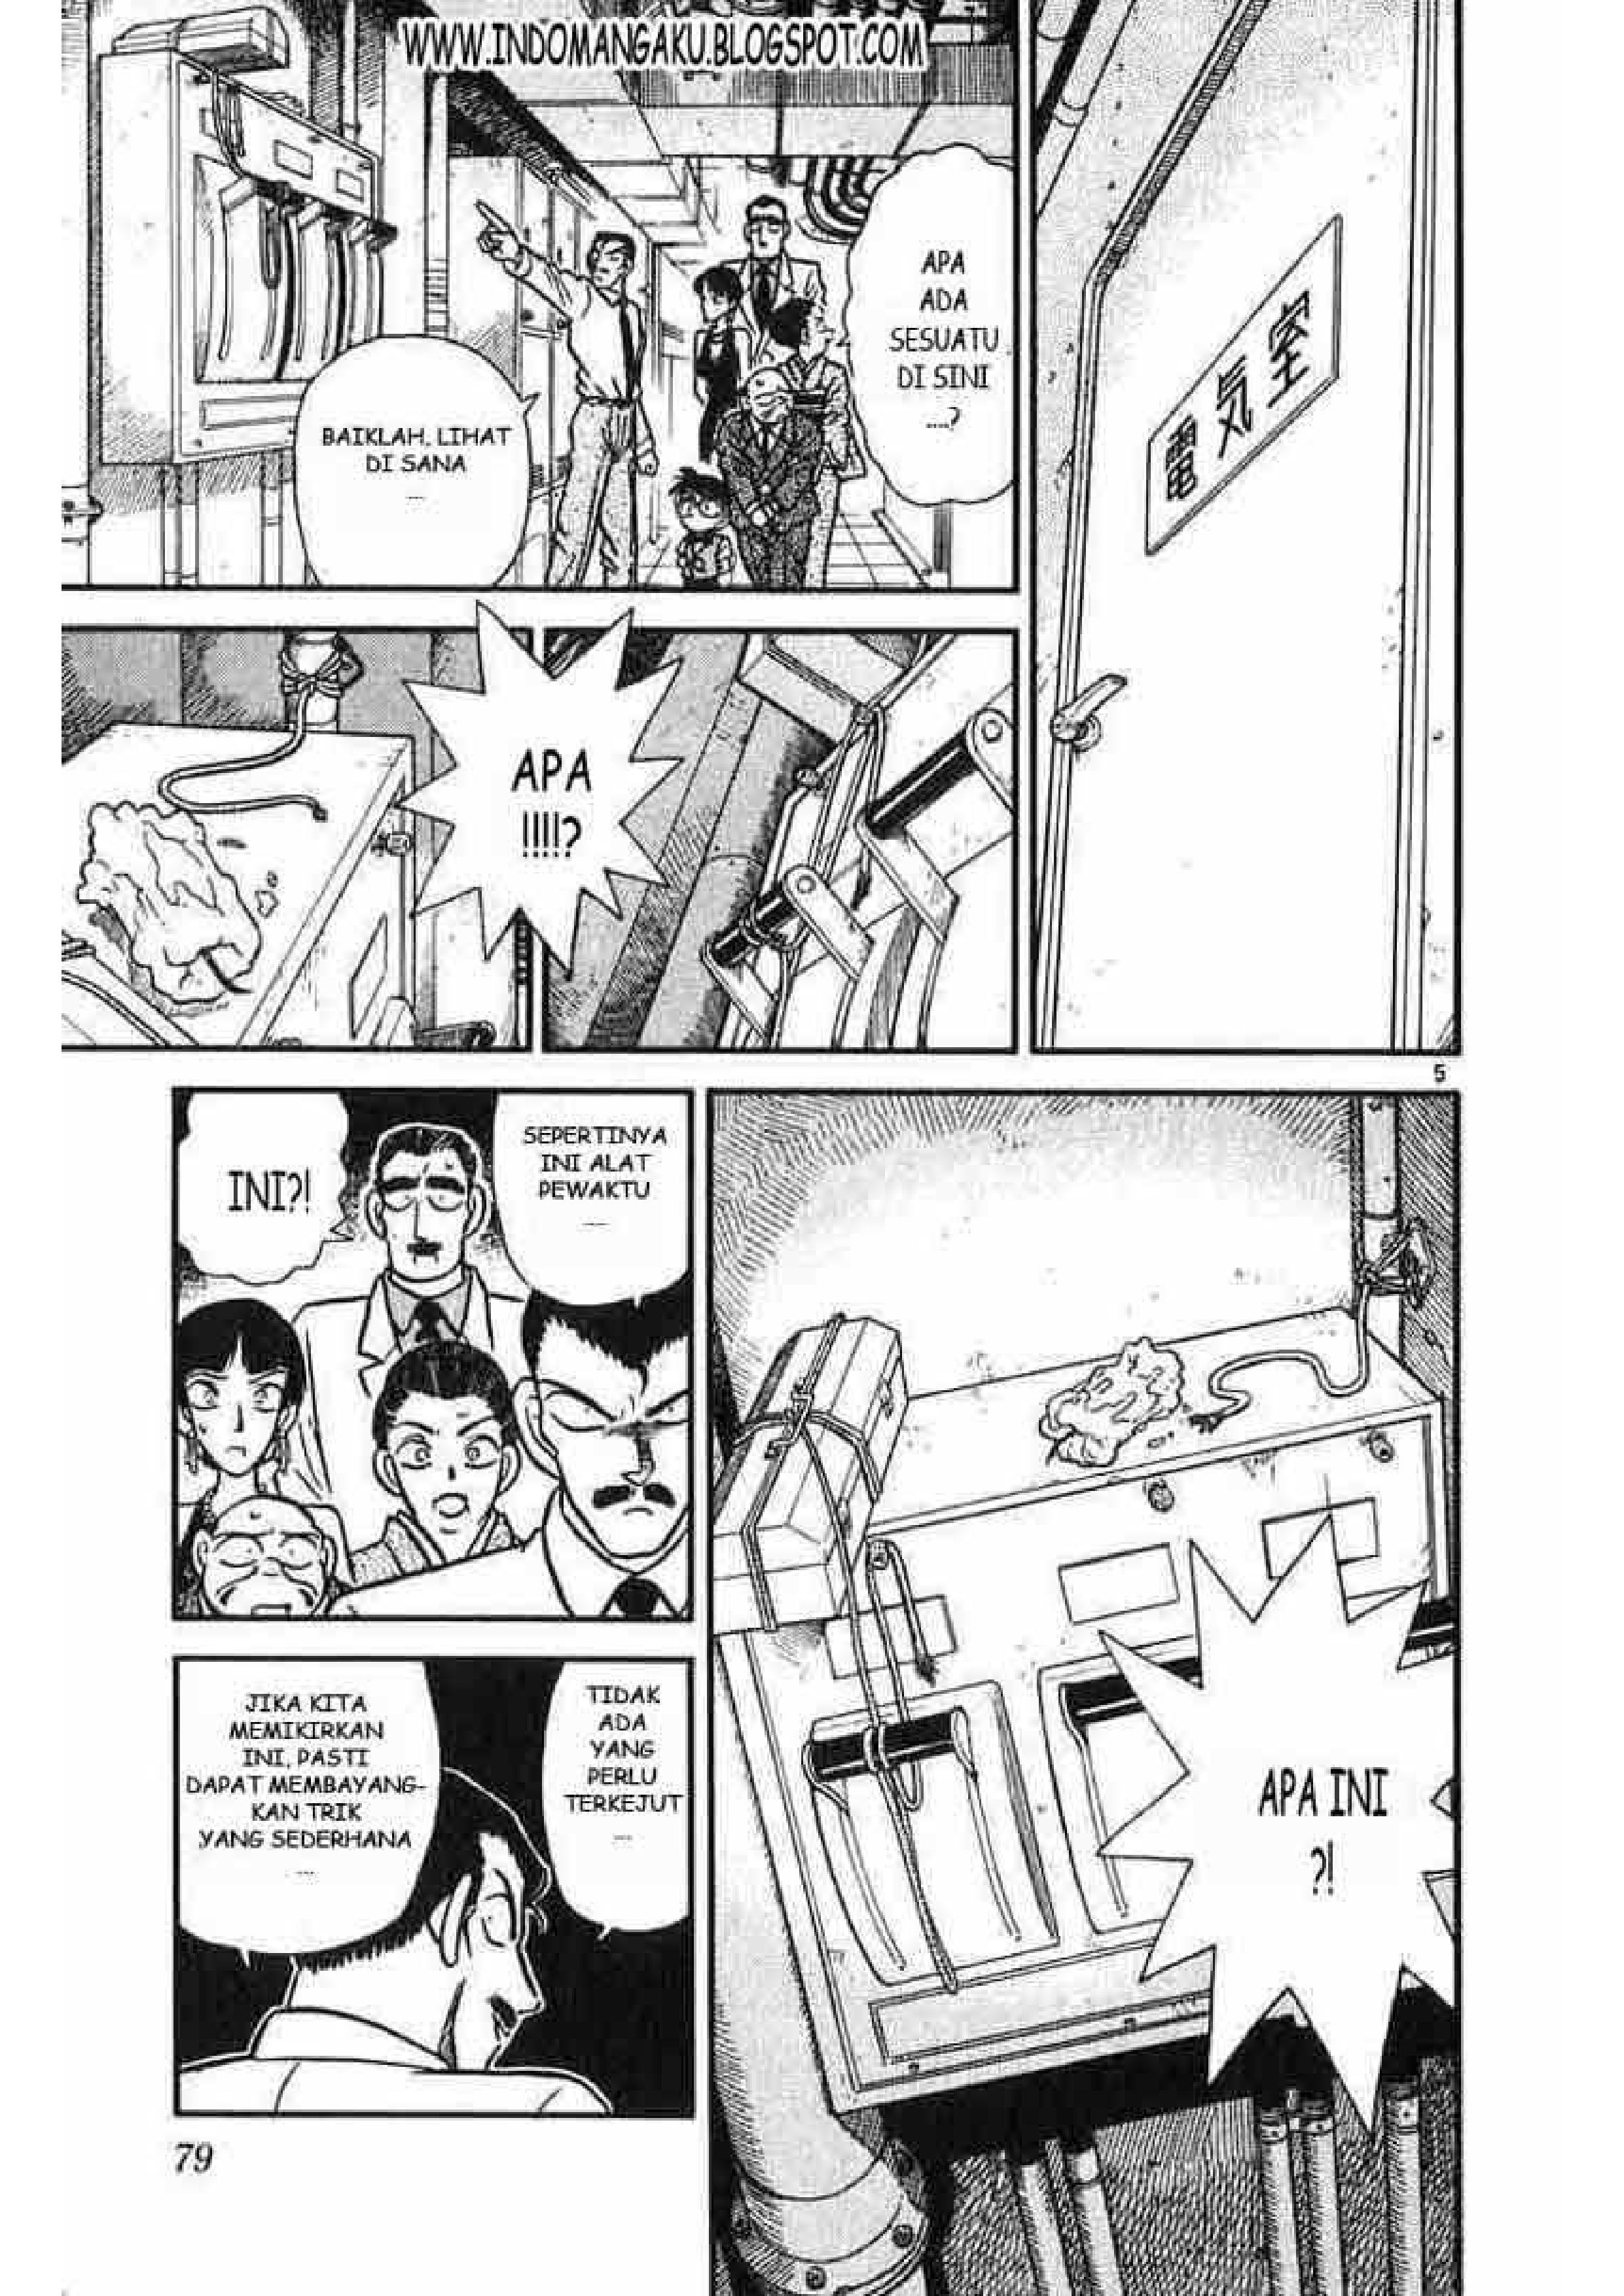 WWW.INDOMANGAKU.BLOGSPOT.COM
電気室
APA
ADA
SESUATU
DI SINI
....?
BAIKLAH, LIHAT
DI SANA
....
APA
!!!!?
5
APA INI
?!
SEPERTINYA
INI ALAT
PEWAKTU
....
INI?!
TIDAK
ADA
YANG
PERLU
TERKEJUT
....
JIKA KITA
MEMIKIRKAN
INI, PASTI
DAPAT MEMBAYANG-
KAN TRIK
YANG SEDERHANA
....
79